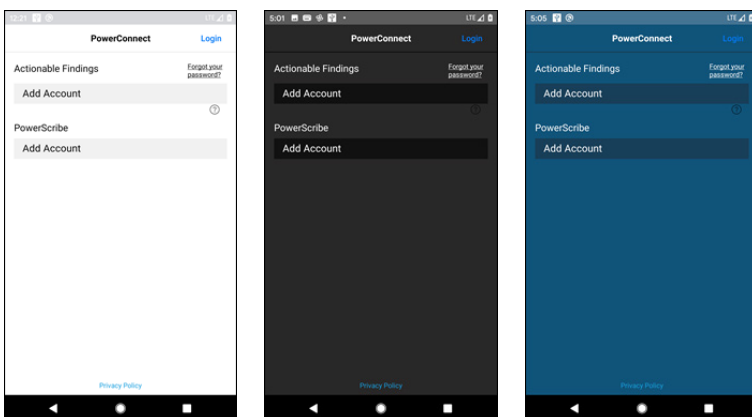 12:21 LTE
PowerConnect Login
Actionable Findings Forgot your
password?
Add Account
PowerScribe
Add Account
Privacy Policy
5:01 LTE
PowerConnect Login
Actionable Findings Forgot your
password?
Add Account
PowerScribe
Add Account
Privacy Policy
5:05 LTE
PowerConnect Login
Actionable Findings Forgot your
password?
Add Account
PowerScribe
Add Account
Privacy Policy